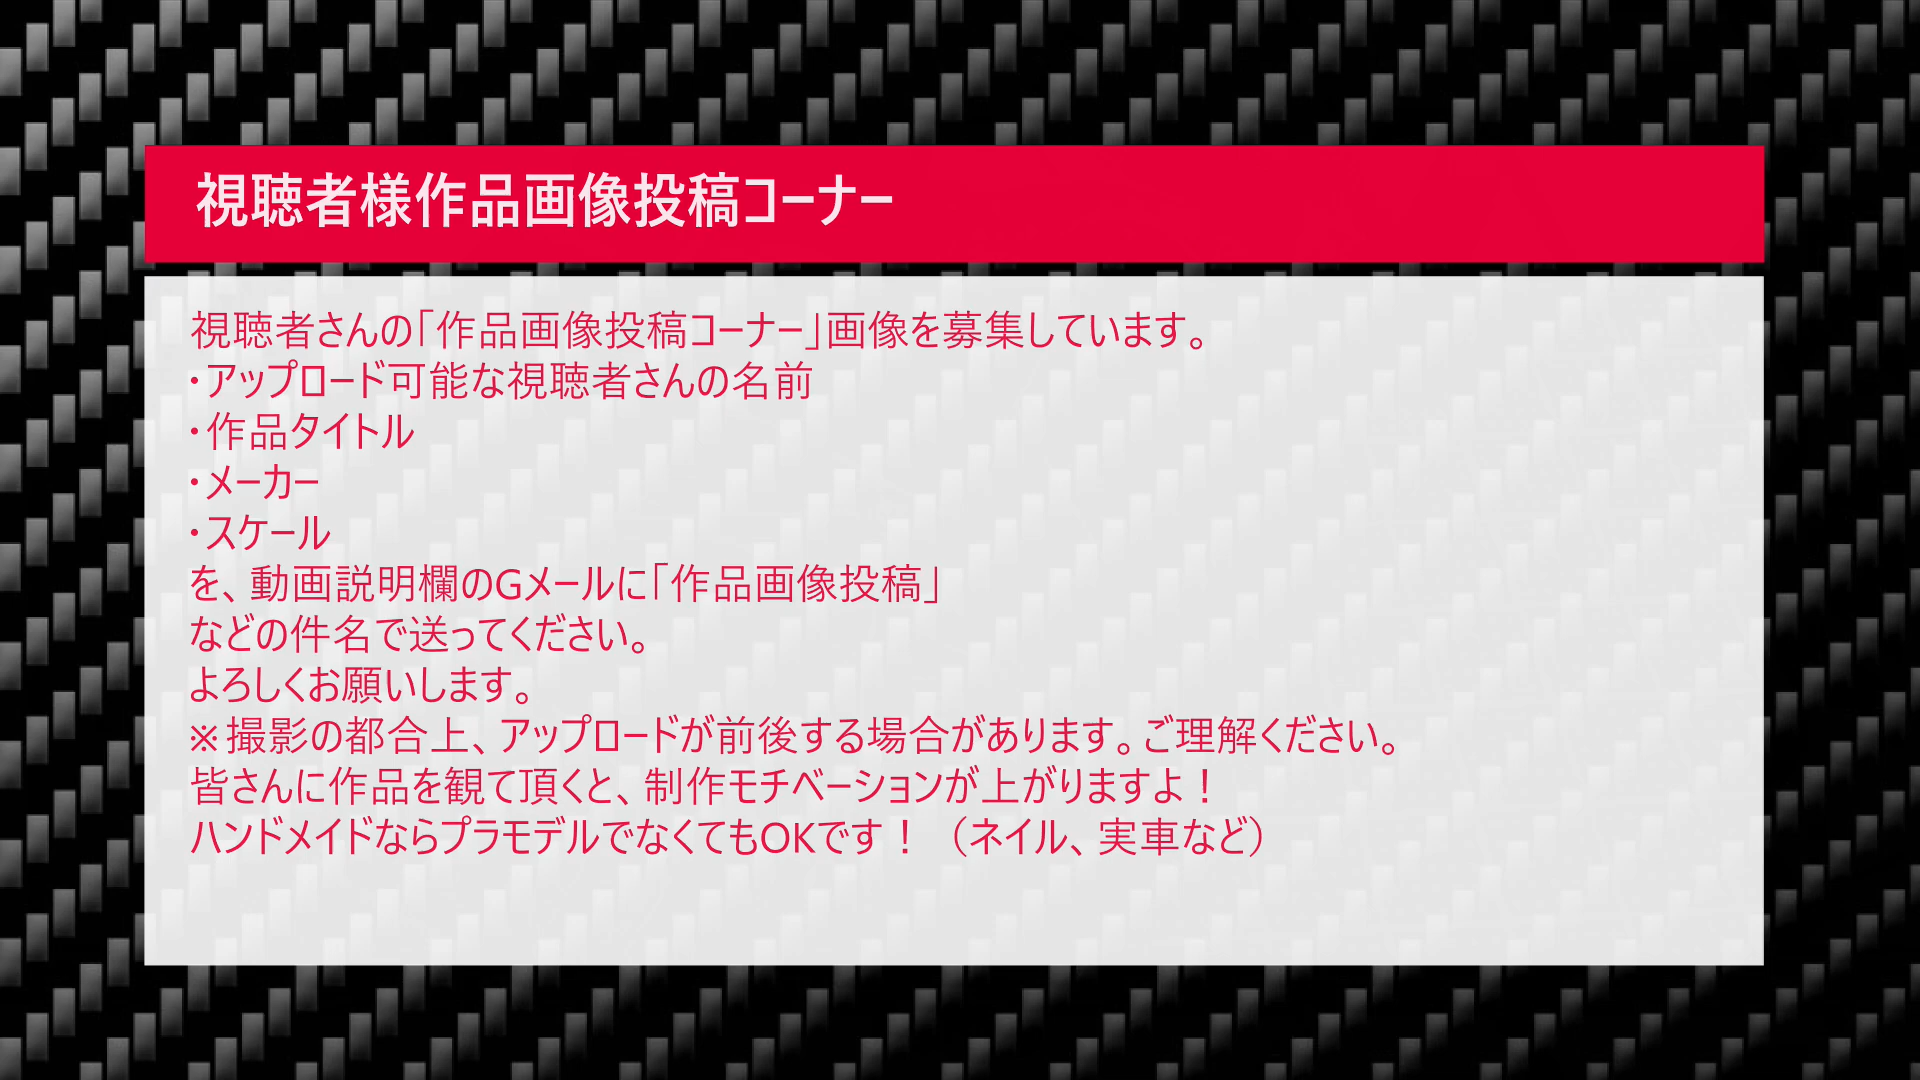 視聴者様作品画像投稿コーナー
視聴者さんの「作品画像投稿コーナー」画像を募集しています。
・アップロード可能な視聴者さんの名前
・作品タイトル
・メーカー
・スケール
を、動画説明欄のGメールに「作品画像投稿」
などの件名で送ってください。
よろしくお願いします。
※撮影の都合上、アップロードが前後する場合があります。ご理解ください。
皆さんに作品を観て頂くと、制作モチベーションが上がりますよ！
ハンドメイドならプラモデルでなくてもOKです！ （ネイル、実車など）